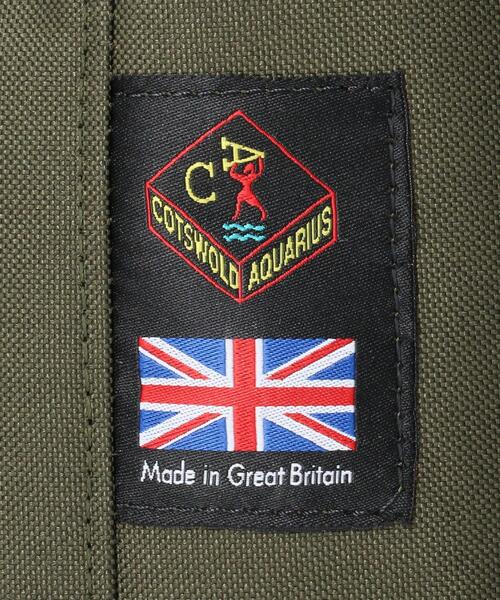 C A
COTSWOLD AQUARIUS
Made in Great Britain